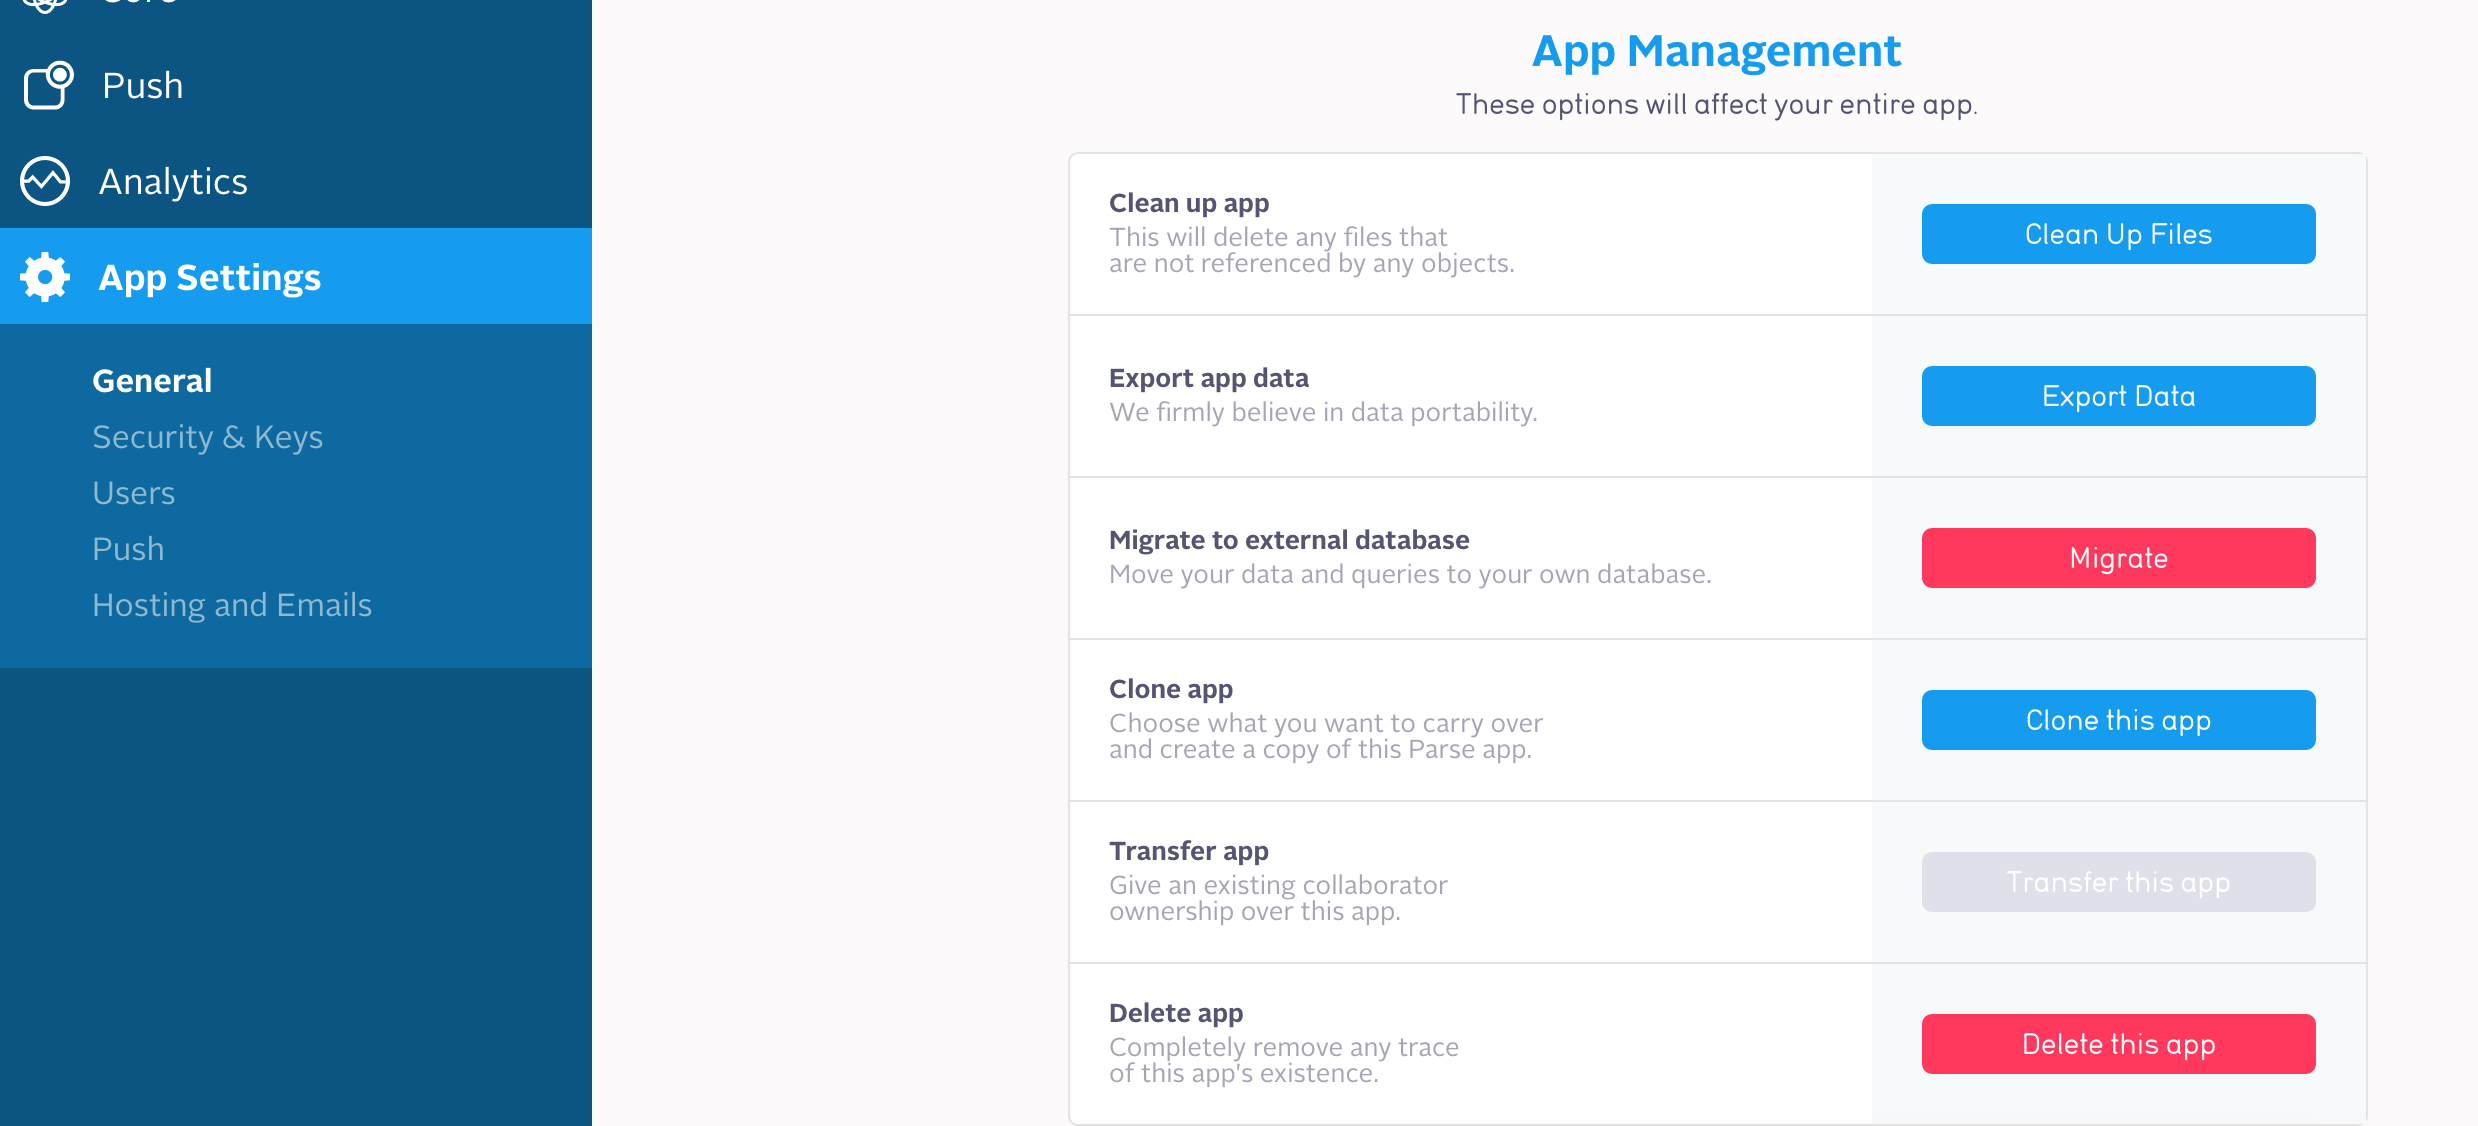 Push
Analytics
App Settings
General
Security & Keys
Users
Push
Hosting and Emails
App Management
These options will affect your entire app.
Clean up app
This will delete any files that
are not referenced by any objects.
Clean Up Files
Export app data
We firmly believe in data portability.
Export Data
Migrate to external database
Move your data and queries to your own database.
Migrate
Clone app
Choose what you want to carry over
and create a copy of this Parse app.
Clone this app
Transfer app
Give an existing collaborator
ownership over this app.
Transfer this app
Delete app
Completely remove any trace
of this app's existence.
Delete this app